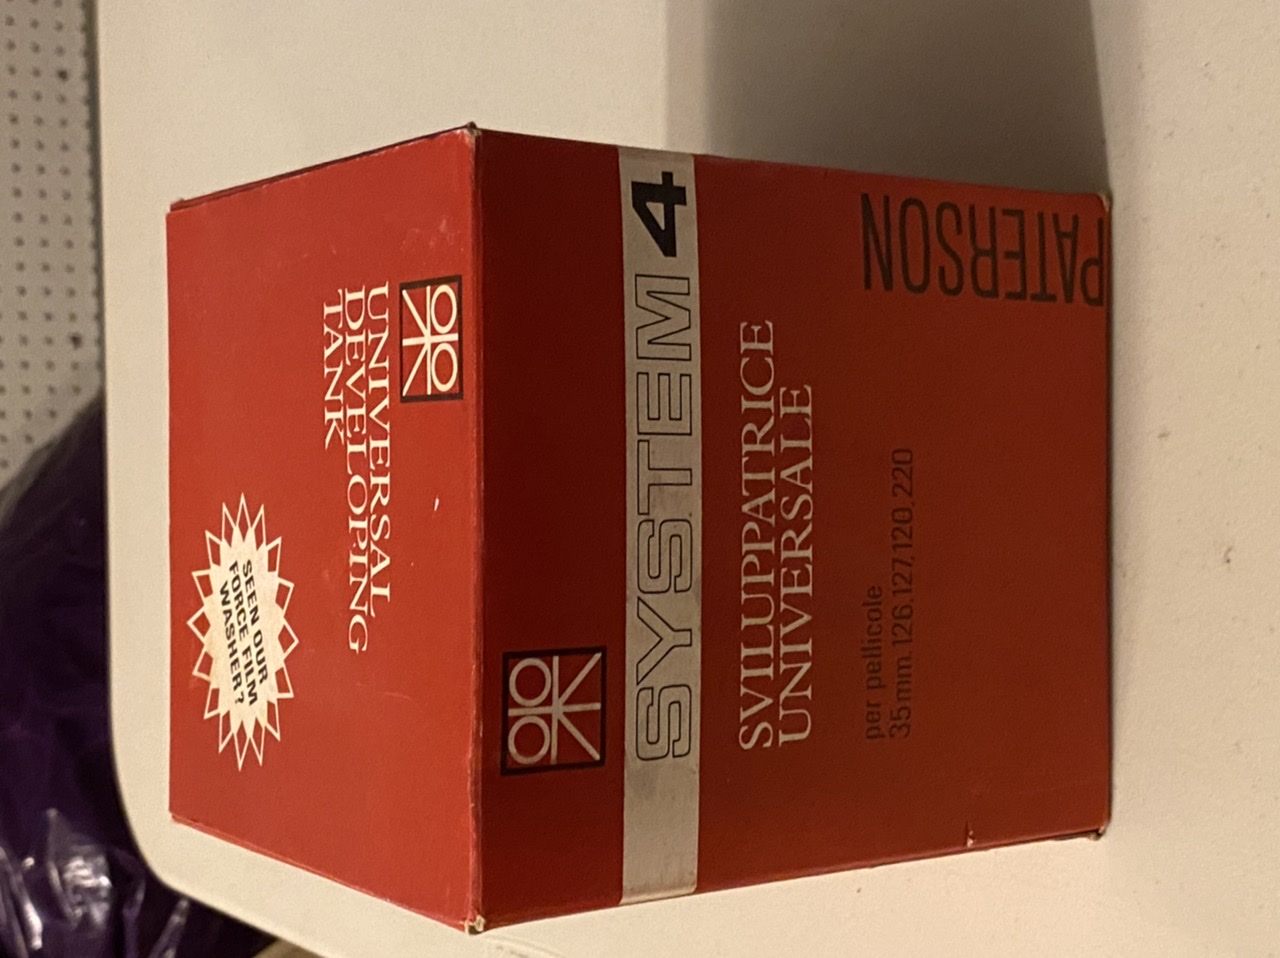 UNIVERSAL
DEVELOPING
TANK
SEEN OUR
FORCE FILM
WASHER?
SYSTEM 4
SVILUPPATRICE
UNIVERSALE
per pellicole
35mm. 126, 127, 120, 220
PATERSON